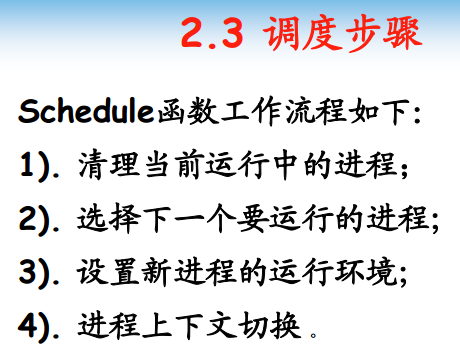 2.3 调度步骤
Schedule函数工作流程如下:
1). 清理当前运行中的进程;
2). 选择下一个要运行的进程;
3). 设置新进程的运行环境;
4). 进程上下文切换。